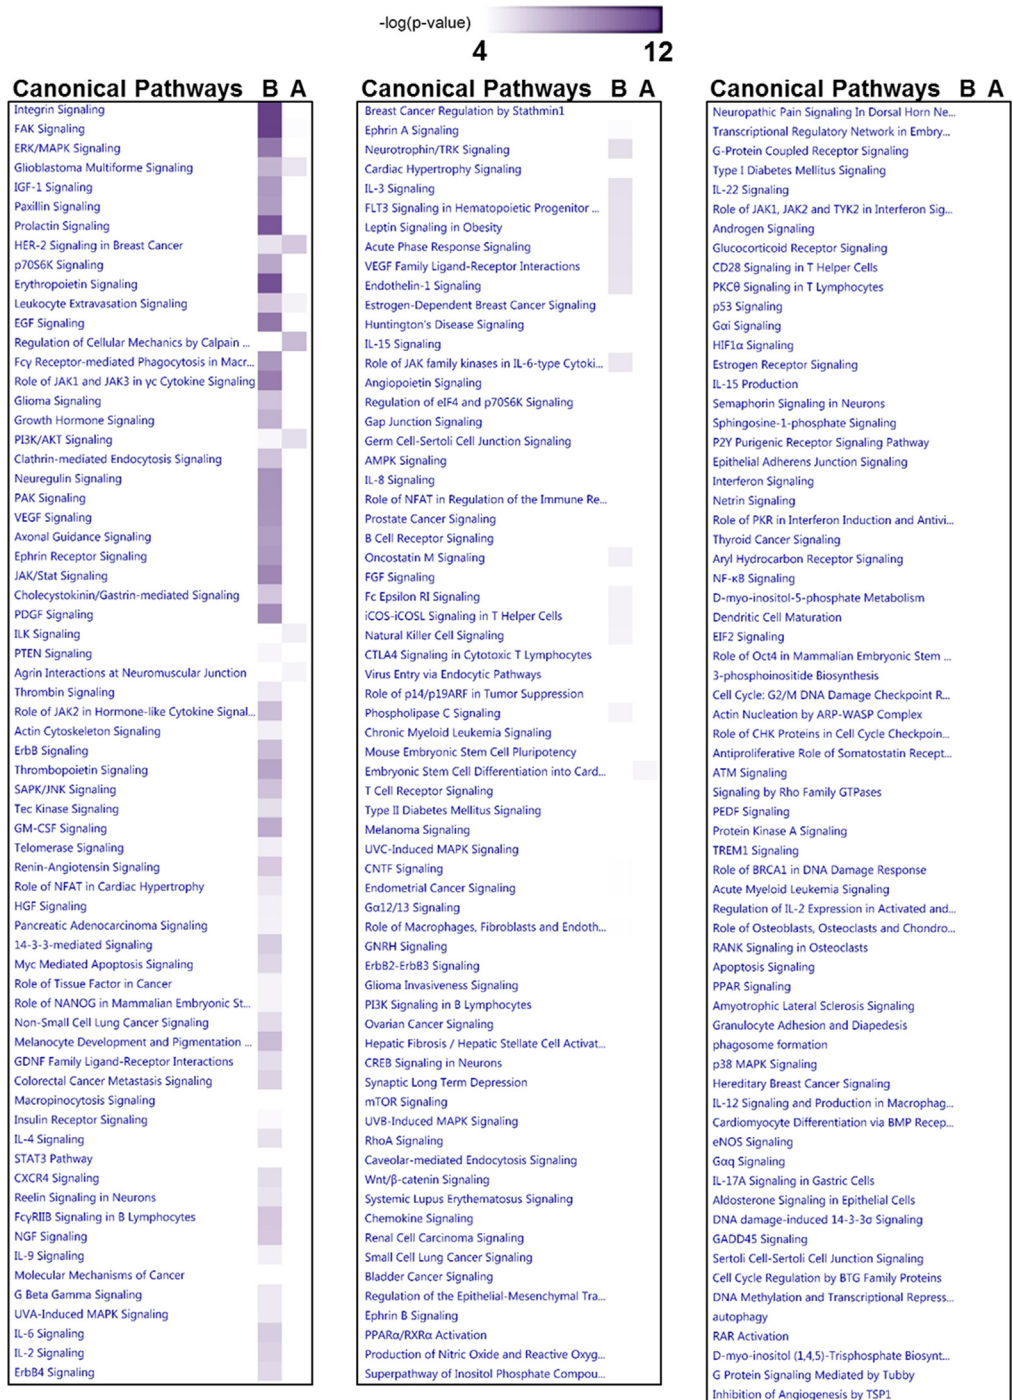 -log(p-value)
4 12
Canonical Pathways B A
Integrin Signaling
FAK Signaling
ERK/MAPK Signaling
Glioblastoma Multiforme Signaling
IGF-1 Signaling
Paxillin Signaling
Prolactin Signaling
HER-2 Signaling in Breast Cancer
p70S6K Signaling
Erythropoietin Signaling
Leukocyte Extravasation Signaling
EGF Signaling
Regulation of Cellular Mechanics by Calpain ...
Fcγ Receptor-mediated Phagocytosis in Macr...
Role of JAK1 and JAK3 in γc Cytokine Signaling
Glioma Signaling
Growth Hormone Signaling
PI3K/AKT Signaling
Clathrin-mediated Endocytosis Signaling
Neuregulin Signaling
PAK Signaling
VEGF Signaling
Axonal Guidance Signaling
Ephrin Receptor Signaling
JAK/Stat Signaling
Cholecystokinin/Gastrin-mediated Signaling
PDGF Signaling
ILK Signaling
PTEN Signaling
Agrin Interactions at Neuromuscular Junction
Thrombin Signaling
Role of JAK2 in Hormone-like Cytokine Signal...
Actin Cytoskeleton Signaling
ErbB Signaling
Thrombopoietin Signaling
SAPK/JNK Signaling
Tec Kinase Signaling
GM-CSF Signaling
Telomerase Signaling
Renin-Angiotensin Signaling
Role of NFAT in Cardiac Hypertrophy
HGF Signaling
Pancreatic Adenocarcinoma Signaling
14-3-3-mediated Signaling
Myc Mediated Apoptosis Signaling
Role of Tissue Factor in Cancer
Role of NANOG in Mammalian Embryonic St...
Non-Small Cell Lung Cancer Signaling
Melanocyte Development and Pigmentation ...
GDNF Family Ligand-Receptor Interactions
Colorectal Cancer Metastasis Signaling
Macropinocytosis Signaling
Insulin Receptor Signaling
IL-4 Signaling
STAT3 Pathway
CXCR4 Signaling
Reelin Signaling in Neurons
FcγRIIB Signaling in B Lymphocytes
NGF Signaling
IL-9 Signaling
Molecular Mechanisms of Cancer
G Beta Gamma Signaling
UVA-Induced MAPK Signaling
IL-6 Signaling
IL-2 Signaling
ErbB4 Signaling
Canonical Pathways B A
Breast Cancer Regulation by Stathmin1
Ephrin A Signaling
Neurotrophin/TRK Signaling
Cardiac Hypertrophy Signaling
IL-3 Signaling
FLT3 Signaling in Hematopoietic Progenitor ...
Leptin Signaling in Obesity
Acute Phase Response Signaling
VEGF Family Ligand-Receptor Interactions
Endothelin-1 Signaling
Estrogen-Dependent Breast Cancer Signaling
Huntington's Disease Signaling
IL-15 Signaling
Role of JAK family kinases in IL-6-type Cytoki...
Angiopoietin Signaling
Regulation of eIF4 and p70S6K Signaling
Gap Junction Signaling
Germ Cell-Sertoli Cell Junction Signaling
AMPK Signaling
IL-8 Signaling
Role of NFAT in Regulation of the Immune Re...
Prostate Cancer Signaling
B Cell Receptor Signaling
Oncostatin M Signaling
FGF Signaling
Fc Epsilon RI Signaling
iCOS-iCOSL Signaling in T Helper Cells
Natural Killer Cell Signaling
CTLA4 Signaling in Cytotoxic T Lymphocytes
Virus Entry via Endocytic Pathways
Role of p14/p19ARF in Tumor Suppression
Phospholipase C Signaling
Chronic Myeloid Leukemia Signaling
Mouse Embryonic Stem Cell Pluripotency
Embryonic Stem Cell Differentiation into Card...
T Cell Receptor Signaling
Type II Diabetes Mellitus Signaling
Melanoma Signaling
UVC-Induced MAPK Signaling
CNTF Signaling
Endometrial Cancer Signaling
Gα12/13 Signaling
Role of Macrophages, Fibroblasts and Endoth...
GNRH Signaling
ErbB2-ErbB3 Signaling
Glioma Invasiveness Signaling
PI3K Signaling in B Lymphocytes
Ovarian Cancer Signaling
Hepatic Fibrosis / Hepatic Stellate Cell Activat...
CREB Signaling in Neurons
Synaptic Long Term Depression
mTOR Signaling
UVB-Induced MAPK Signaling
RhoA Signaling
Caveolar-mediated Endocytosis Signaling
Wnt/β-catenin Signaling
Systemic Lupus Erythematosus Signaling
Chemokine Signaling
Renal Cell Carcinoma Signaling
Small Cell Lung Cancer Signaling
Bladder Cancer Signaling
Regulation of the Epithelial-Mesenchymal Tra...
Ephrin B Signaling
PPARα/RXRα Activation
Production of Nitric Oxide and Reactive Oxyg...
Superpathway of Inositol Phosphate Compou...
Canonical Pathways B A
Neuropathic Pain Signaling In Dorsal Horn Ne...
Transcriptional Regulatory Network in Embry...
G-Protein Coupled Receptor Signaling
Type I Diabetes Mellitus Signaling
IL-22 Signaling
Role of JAK1, JAK2 and TYK2 in Interferon Sig...
Androgen Signaling
Glucocorticoid Receptor Signaling
CD28 Signaling in T Helper Cells
PKCθ Signaling in T Lymphocytes
p53 Signaling
Gαi Signaling
HIF1α Signaling
Estrogen Receptor Signaling
IL-15 Production
Semaphorin Signaling in Neurons
Sphingosine-1-phosphate Signaling
P2Y Purigenic Receptor Signaling Pathway
Epithelial Adherens Junction Signaling
Interferon Signaling
Netrin Signaling
Role of PKR in Interferon Induction and Antivi...
Thyroid Cancer Signaling
Aryl Hydrocarbon Receptor Signaling
NF-κB Signaling
D-myo-inositol-5-phosphate Metabolism
Dendritic Cell Maturation
EIF2 Signaling
Role of Oct4 in Mammalian Embryonic Stem ...
3-phosphoinositide Biosynthesis
Cell Cycle: G2/M DNA Damage Checkpoint R...
Actin Nucleation by ARP-WASP Complex
Role of CHK Proteins in Cell Cycle Checkpoin...
Antiproliferative Role of Somatostatin Recept...
ATM Signaling
Signaling by Rho Family GTPases
PEDF Signaling
Protein Kinase A Signaling
TREM1 Signaling
Role of BRCA1 in DNA Damage Response
Acute Myeloid Leukemia Signaling
Regulation of IL-2 Expression in Activated and...
Role of Osteoblasts, Osteoclasts and Chondro...
RANK Signaling in Osteoclasts
Apoptosis Signaling
PPAR Signaling
Amyotrophic Lateral Sclerosis Signaling
Granulocyte Adhesion and Diapedesis
phagosome formation
p38 MAPK Signaling
Hereditary Breast Cancer Signaling
IL-12 Signaling and Production in Macrophag...
Cardiomyocyte Differentiation via BMP Recep...
eNOS Signaling
Gαq Signaling
IL-17A Signaling in Gastric Cells
Aldosterone Signaling in Epithelial Cells
DNA damage-induced 14-3-3σ Signaling
GADD45 Signaling
Sertoli Cell-Sertoli Cell Junction Signaling
Cell Cycle Regulation by BTG Family Proteins
DNA Methylation and Transcriptional Repress...
autophagy
RAR Activation
D-myo-inositol (1,4,5)-Trisphosphate Biosynt...
G Protein Signaling Mediated by Tubby
Inhibition of Angiogenesis by TSP1